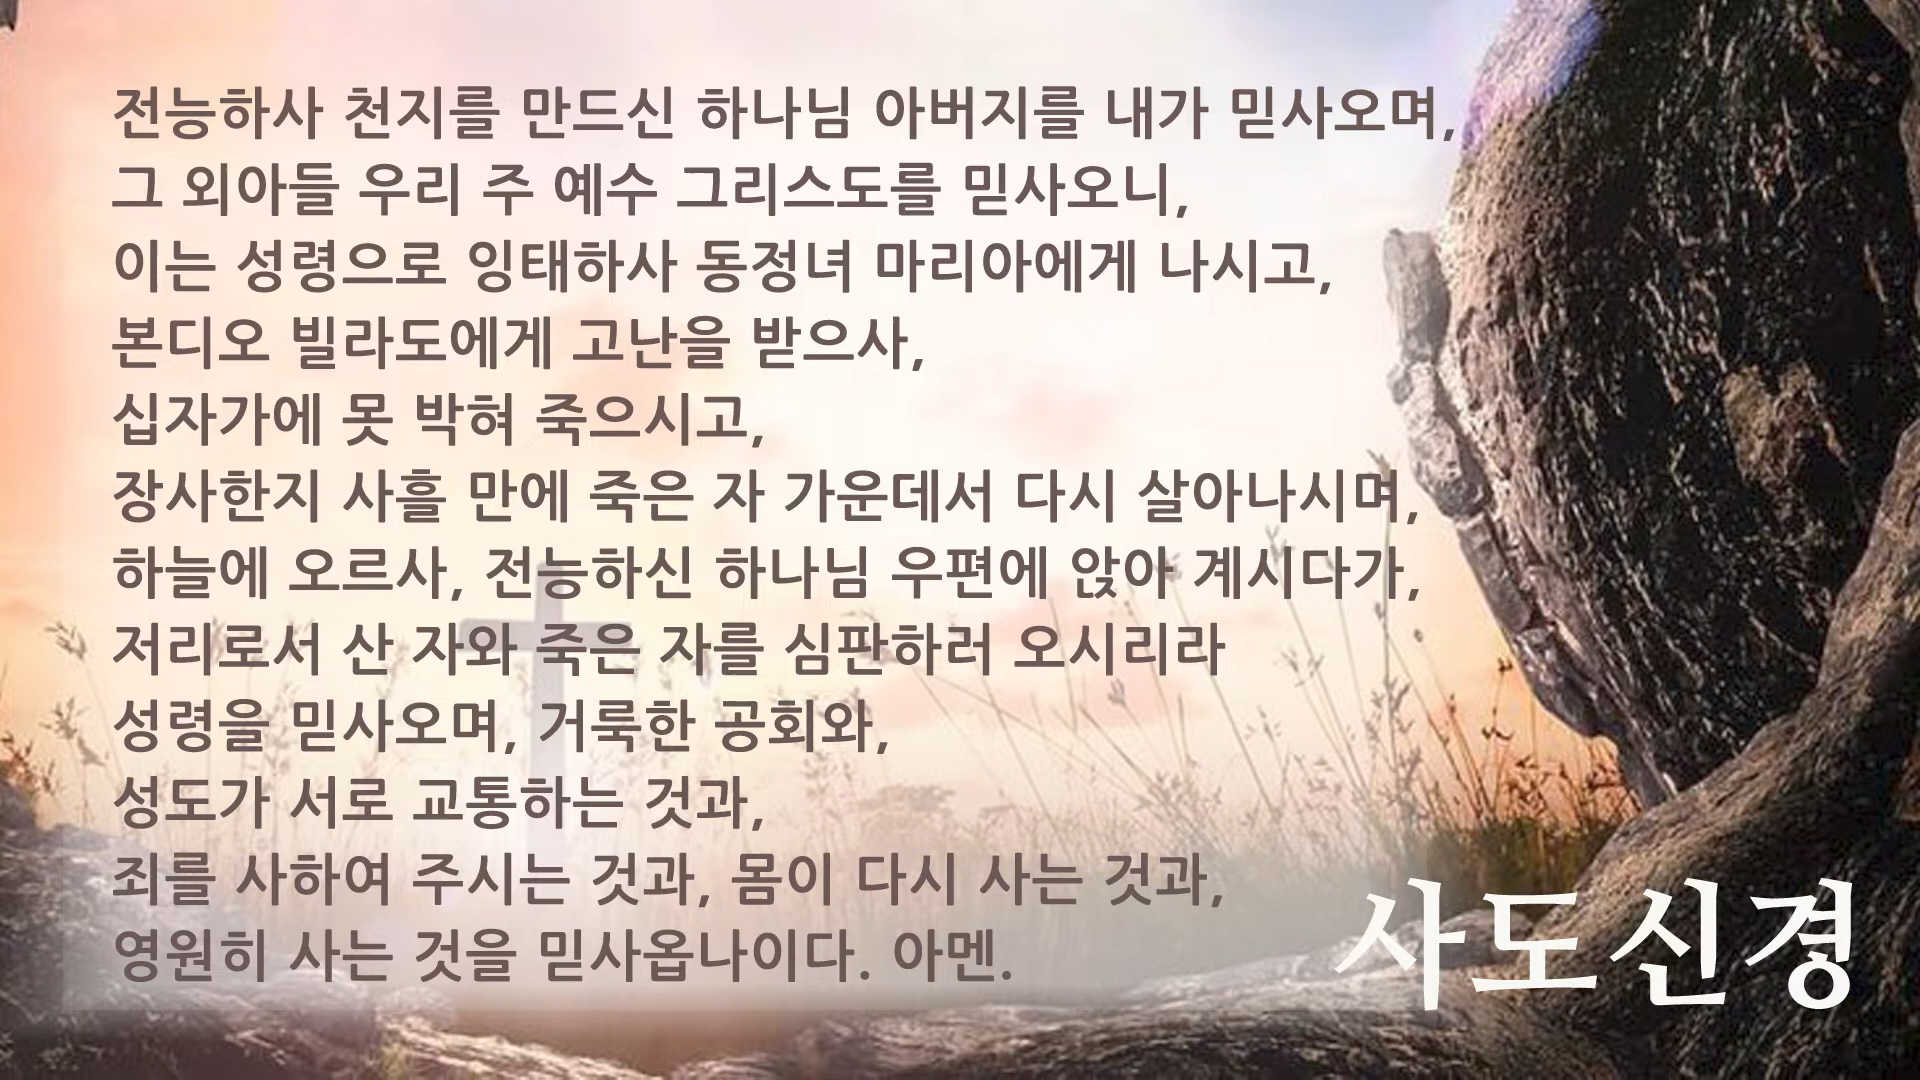 전능하사 천지를 만드신 하나님 아버지를 내가 믿사오며,
그 외아들 우리 주 예수 그리스도를 믿사오니,
이는 성령으로 잉태하사 동정녀 마리아에게 나시고,
본디오 빌라도에게 고난을 받으사,
십자가에 못 박혀 죽으시고,
장사한지 사흘 만에 죽은 자 가운데서 다시 살아나시며,
하늘에 오르사, 전능하신 하나님 우편에 앉아 계시다가,
저리로서 산 자와 죽은 자를 심판하러 오시리라
성령을 믿사오며, 거룩한 공회와,
성도가 서로 교통하는 것과,
죄를 사하여 주시는 것과, 몸이 다시 사는 것과,
영원히 사는 것을 믿사옵나이다. 아멘.
사도신경